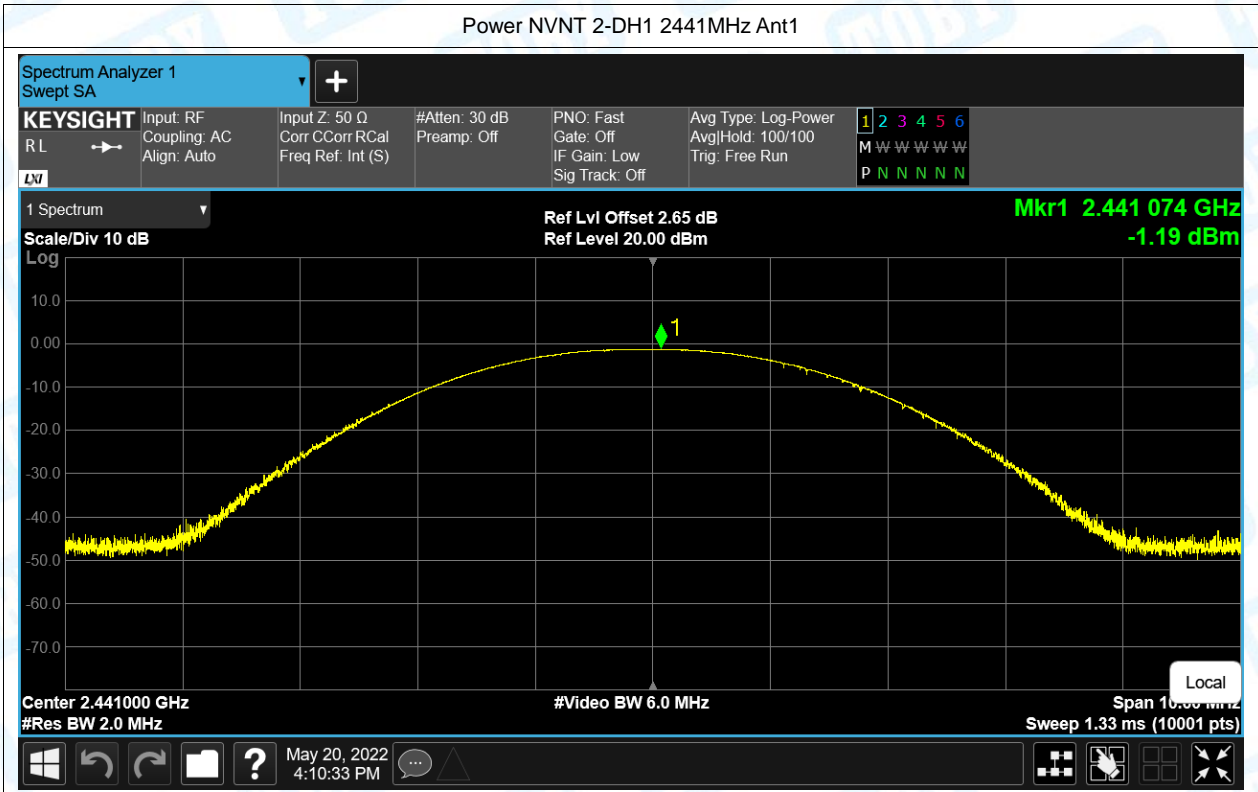 Power NVNT 2-DH1 2441MHz Ant1
Spectrum Analyzer 1
Swept SA
KEYSIGHT
R L
LXI
Input: RF
Coupling: AC
Align: Auto
Input Z: 50 Ω
Corr CCorr RCal
Freq Ref: Int (S)
#Atten: 30 dB
Preamp: Off
PNO: Fast
Gate: Off
IF Gain: Low
Sig Track: Off
Avg Type: Log-Power
Avg|Hold: 100/100
Trig: Free Run
1 2 3 4 5 6
M W W W W W
P N N N N N
1 Spectrum
Scale/Div 10 dB
Log
Ref Lvl Offset 2.65 dB
Ref Level 20.00 dBm
Mkr1 2.441 074 GHz
-1.19 dBm
1
10.0
0.00
-10.0
-20.0
-30.0
-40.0
-50.0
-60.0
-70.0
Local
Center 2.441000 GHz
#Video BW 6.0 MHz
Span 10.00 MHz
#Res BW 2.0 MHz
Sweep 1.33 ms (10001 pts)
?
May 20, 2022
4:10:33 PM